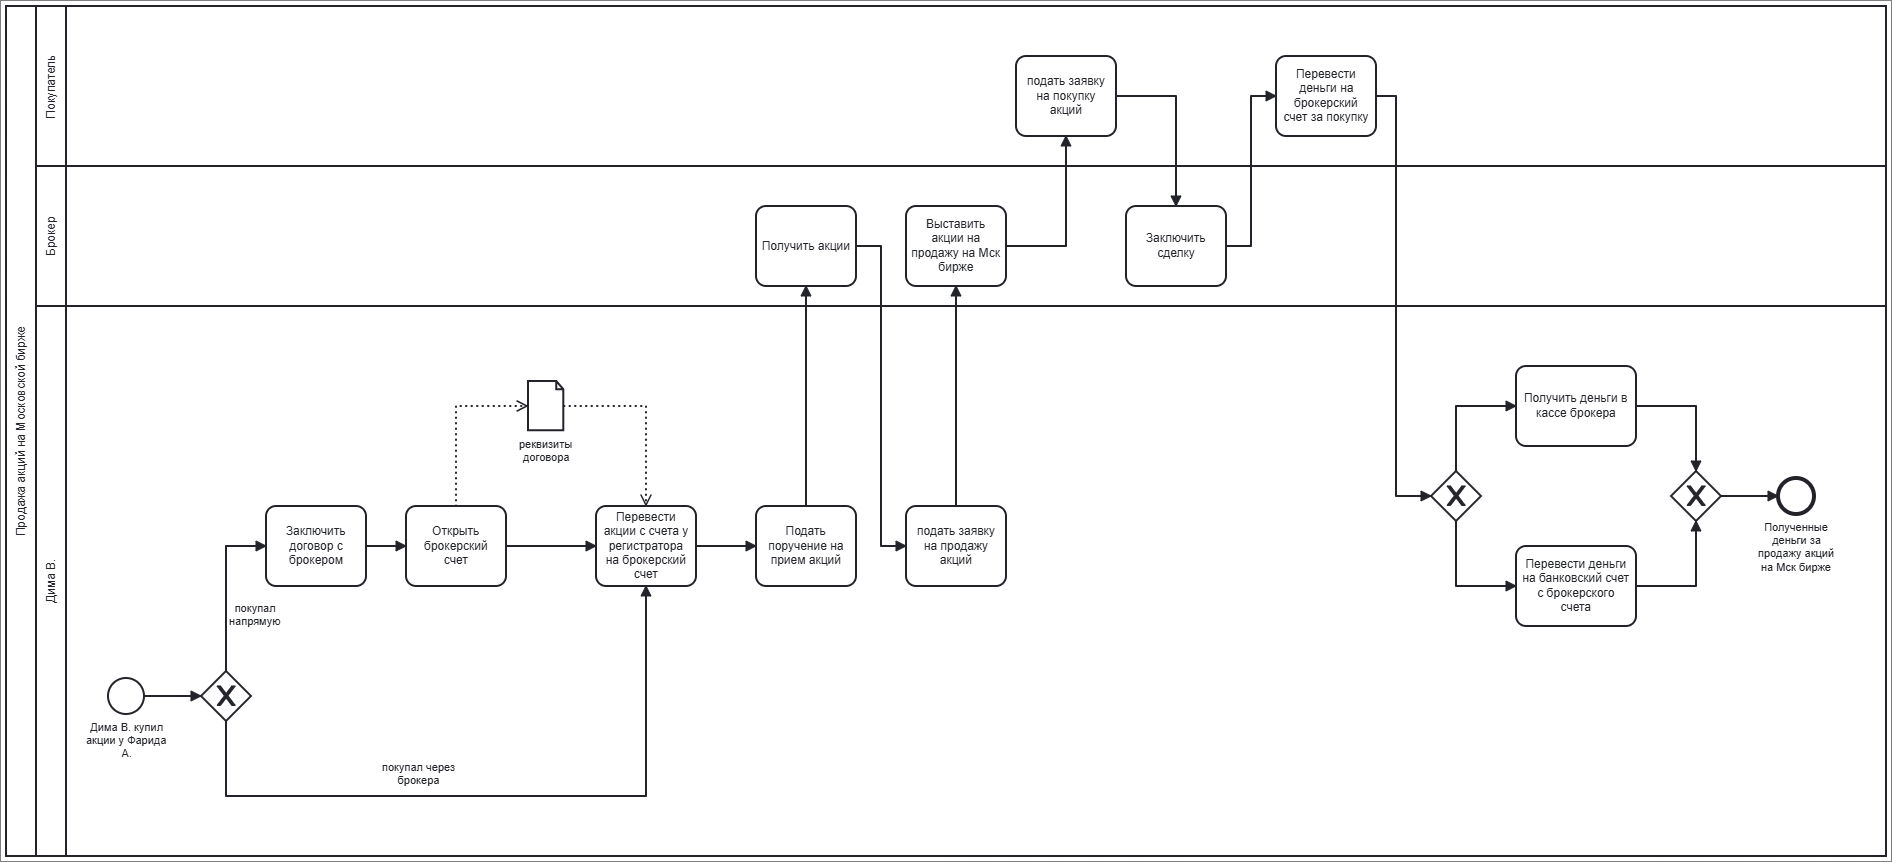 Продажа акций на Московской бирже
Покупатель
подать заявку
на покупку
акций
Перевести
деньги на
брокерский
счет за покупку
Брокер
Получить акции
Выставить
акции на
продажу на Мск
бирже
Заключить
сделку
Дима В.
реквизиты
договора
Получить деньги в
кассе брокера
Заключить
договор с
брокером
Открыть
брокерский
счет
Перевести
акции с счета у
регистратора
на брокерский
счет
Подать
поручение на
прием акций
подать заявку
на продажу
акций
Полученные
деньги за
продажу акций
на Мск бирже
Перевести деньги
на банковский счет
с брокерского
счета
покупал
напрямую
Дима В. купил
акции у Фарида
А.
покупал через
брокера